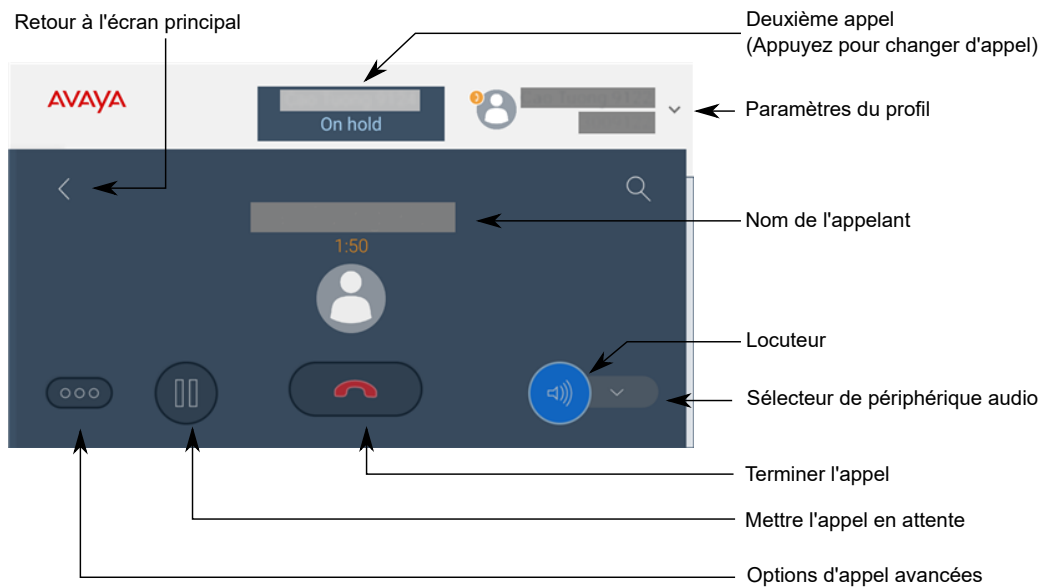 Retour à l'écran principal
Deuxième appel
(Appuyez pour changer d'appel)
AVAYA
On hold
Paramètres du profil
Nom de l'appelant
1:50
Locuteur
Sélecteur de périphérique audio
Terminer l'appel
Mettre l'appel en attente
Options d'appel avancées